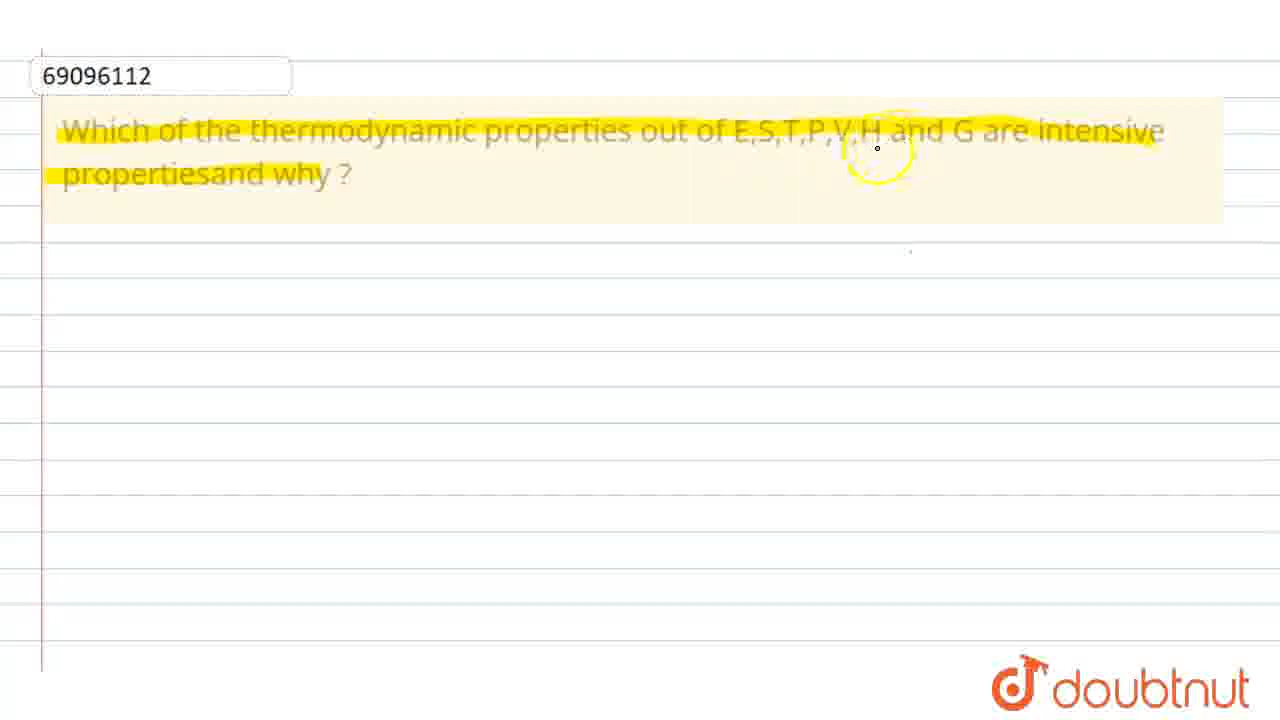 69096112
Which of the thermodynamic properties out of E,S,T,P,V,H and G are intensive
propertiesand why ?
doubtnut